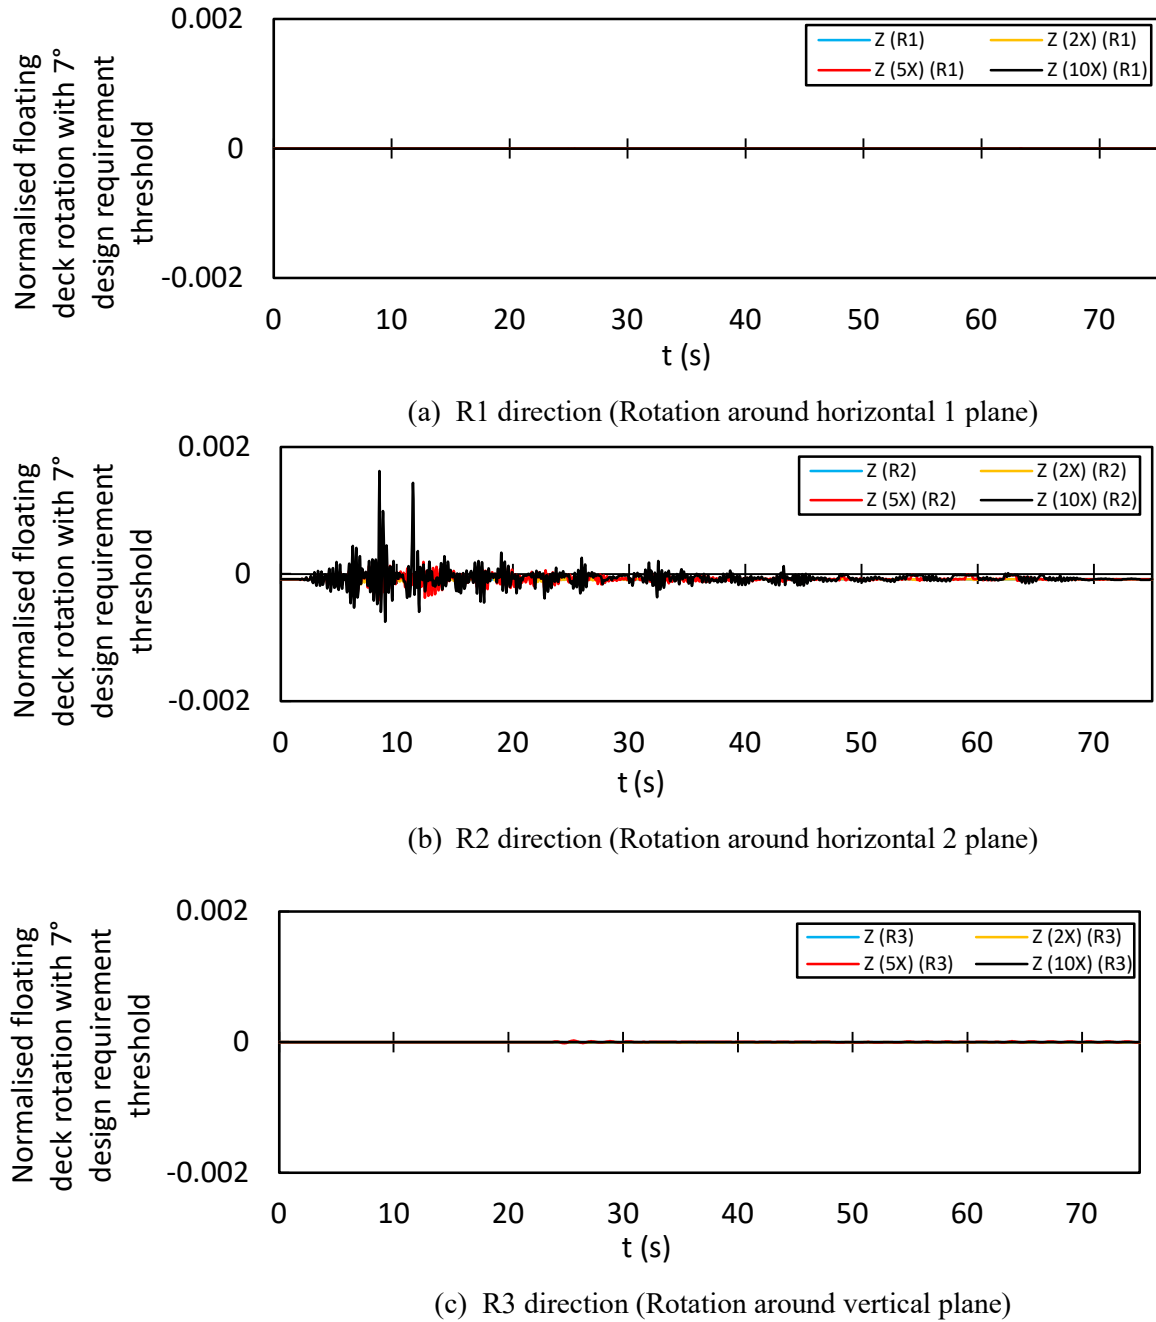 Normalised floating
deck rotation with 7°
design requirement
threshold
0.002
0
-0.002
Z (R1)
Z (2X) (R1)
Z (5X) (R1)
Z (10X) (R1)
0 10 20 30 40 50 60 70
t (s)
(a) R1 direction (Rotation around horizontal 1 plane)
Normalised floating
deck rotation with 7°
design requirement
threshold
0.002
0
-0.002
Z (R2)
Z (2X) (R2)
Z (5X) (R2)
Z (10X) (R2)
0 10 20 30 40 50 60 70
t (s)
(b) R2 direction (Rotation around horizontal 2 plane)
Normalised floating
deck rotation with 7°
design requirement
threshold
0.002
0
-0.002
Z (R3)
Z (2X) (R3)
Z (5X) (R3)
Z (10X) (R3)
0 10 20 30 40 50 60 70
t (s)
(c) R3 direction (Rotation around vertical plane)